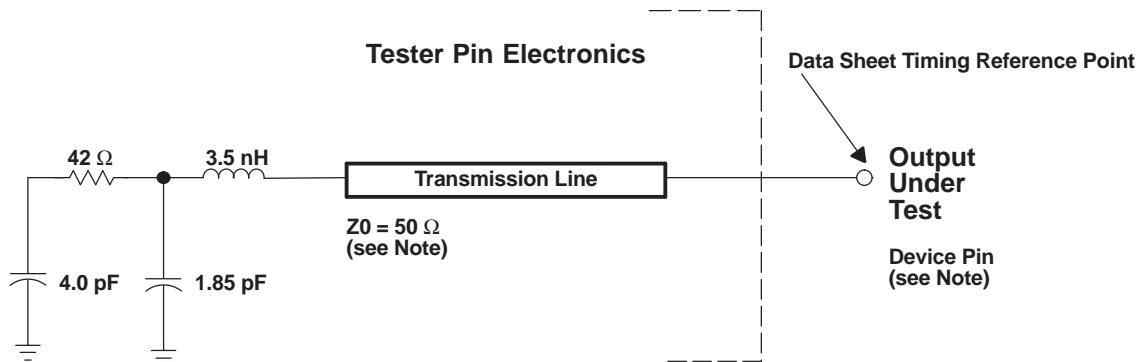 Tester Pin Electronics
Data Sheet Timing Reference Point
42 Ω
3.5 nH
Transmission Line
Output
Under
Test
Z0 = 50 Ω
(see Note)
Device Pin
(see Note)
4.0 pF
1.85 pF